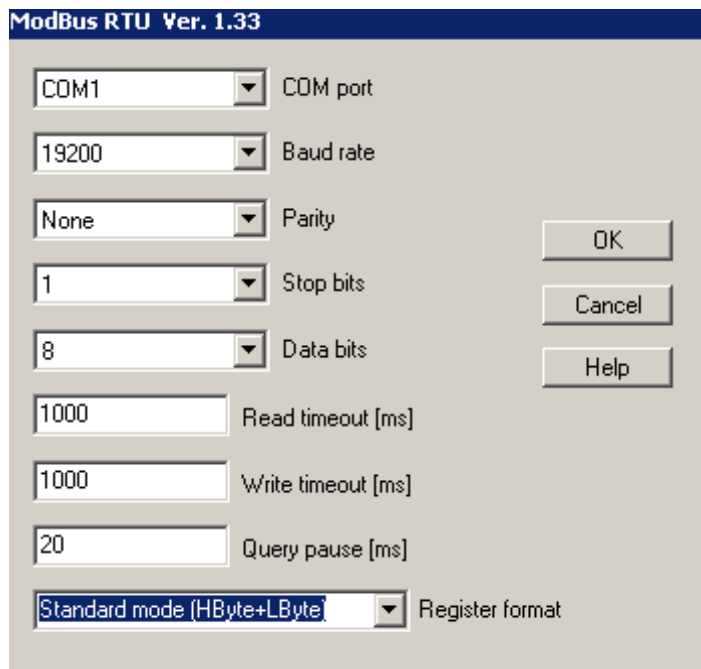 ModBus RTU Ver. 1.33
COM1 COM port
19200 Baud rate
None Parity
OK
1 Stop bits
Cancel
8 Data bits
Help
1000 Read timeout [ms]
1000 Write timeout [ms]
20 Query pause [ms]
Standard mode (HByte+LByte) Register format